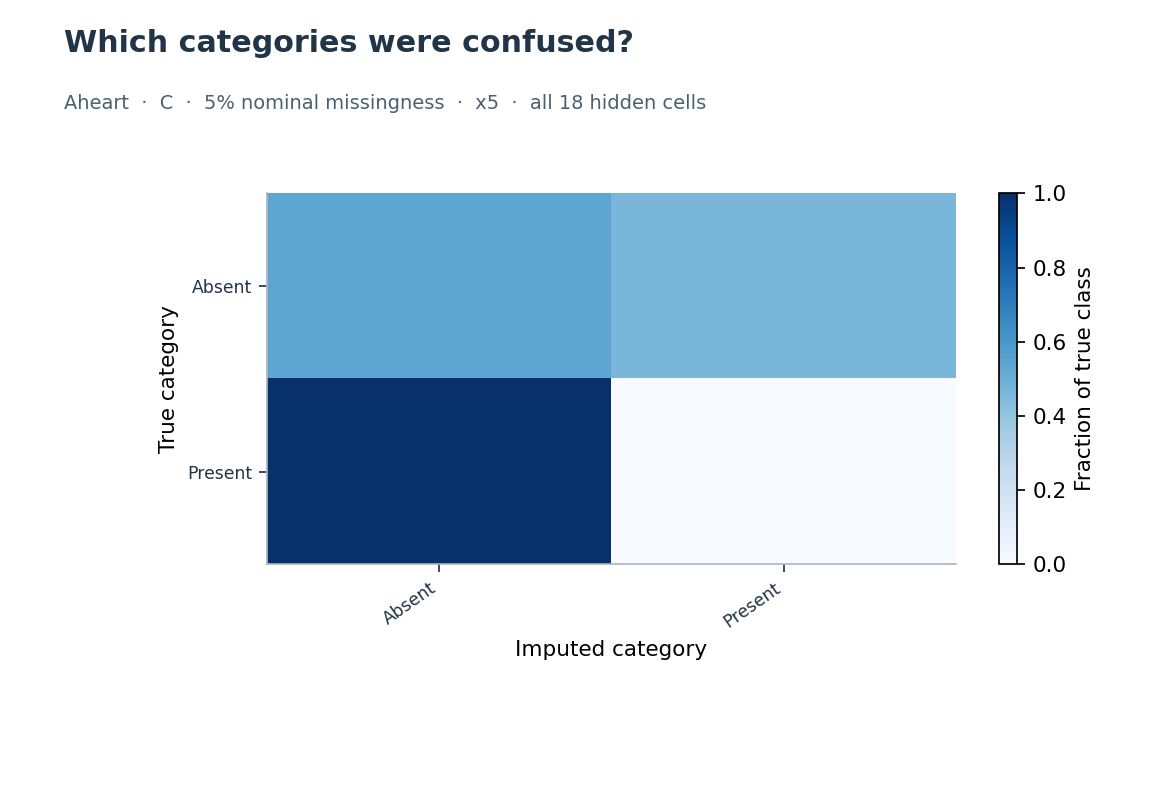 Which categories were confused?
Aheart · C · 5% nominal missingness · x5 · all 18 hidden cells
True category
Absent
Present
Absent
Present
Imputed category
1.0
0.8
0.6
0.4
0.2
0.0
Fraction of true class